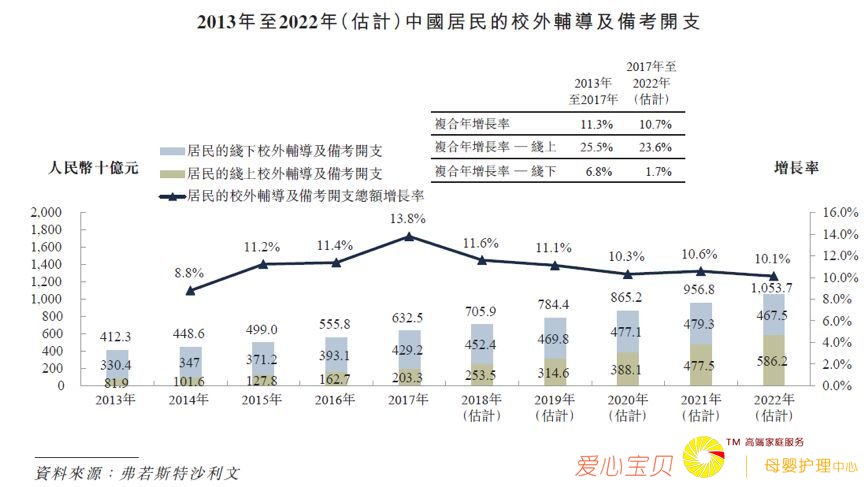 2013年至2022年（估計）中國居民的校外輔導及備考開支
2017年至
2013年 2022年
至2017年 （估計）
複合年增長率 11.3% 10.7%
複合年增長率 — 綫上 25.5% 23.6%
複合年增長率 — 綫下 6.8% 1.7%
人民幣十億元
居民的綫下校外輔導及備考開支
居民的綫上校外輔導及備考開支
居民的校外輔導及備考開支總額增長率
增長率
2,000
1,800
1,600
1,400
1,200
1,000
800
600
400
200
0
16.0%
14.0%
12.0%
10.0%
8.0%
6.0%
4.0%
2.0%
0.0%
8.8% 11.2% 11.4% 13.8% 11.6% 11.1% 10.3% 10.6% 10.1%
412.3 448.6 499.0 555.8 632.5 705.9 784.4 865.2 956.8 1,053.7
330.4 347 371.2 393.1 429.2 452.4 469.8 477.1 479.3 467.5
81.9 101.6 127.8 162.7 203.3 253.5 314.6 388.1 477.5 586.2
2013年 2014年 2015年 2016年 2017年 2018年 2019年 2020年 2021年 2022年
（估計） （估計） （估計） （估計） （估計）
資料來源：弗若斯特沙利文
爱心宝贝
TM 高端家庭服务
母婴护理中心